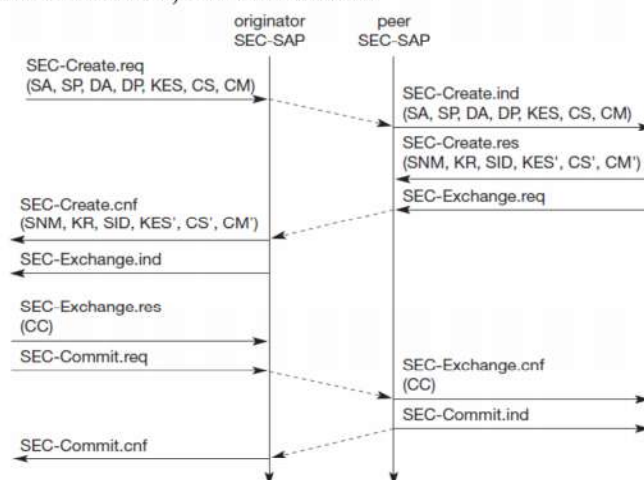 originator
SEC-SAP
peer
SEC-SAP
SEC-Create.req
(SA, SP, DA, DP, KES, CS, CM)
SEC-Create.ind
(SA, SP, DA, DP, KES, CS, CM)
SEC-Create.res
(SNM, KR, SID, KES', CS', CM')
SEC-Create.cnf
(SNM, KR, SID, KES', CS', CM')
SEC-Exchange.req
SEC-Exchange.ind
SEC-Exchange.res
(CC)
SEC-Commit.req
SEC-Exchange.cnf
(CC)
SEC-Commit.ind
SEC-Commit.cnf